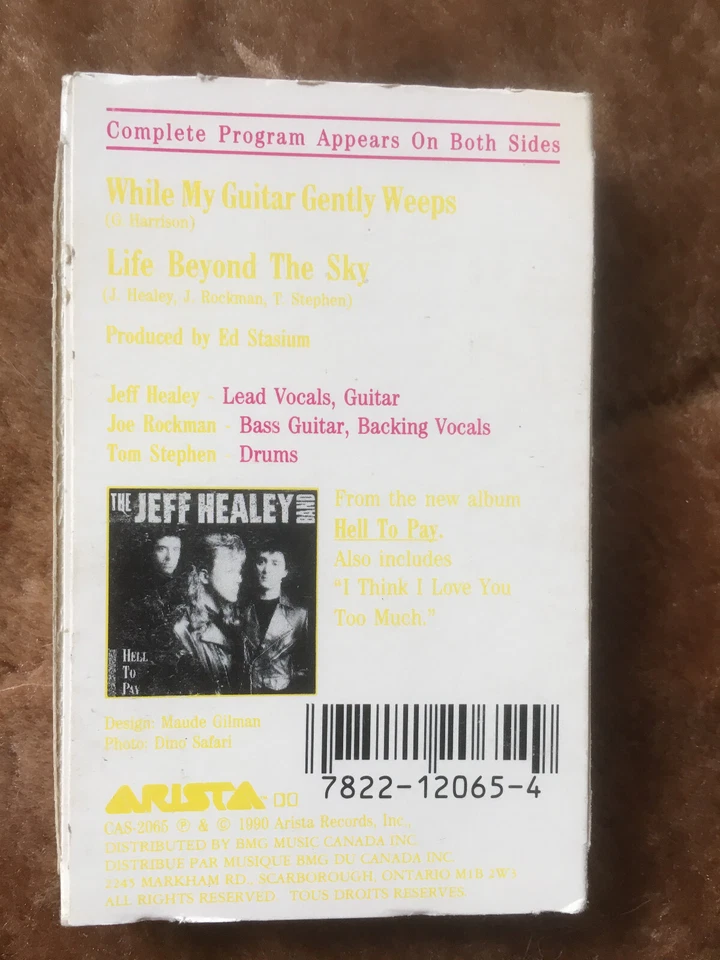 Complete Program Appears On Both Sides
While My Guitar Gently Weeps
(G. Harrison)
Life Beyond The Sky
(J. Healey, J. Rockman, T. Stephen)
Produced by Ed Stasium
Jeff Healey - Lead Vocals, Guitar
Joe Rockman - Bass Guitar, Backing Vocals
Tom Stephen - Drums
THE JEFF HEALEY BAND
HELL
TO
PAY
From the new album
Hell To Pay.
Also includes
"I Think I Love You
Too Much."
Design: Maude Gilman
Photo: Dino Safari
7822-12065-4
ARISTA
CAS-2065 ℗ & © 1990 Arista Records, Inc.,
DISTRIBUTED BY BMG MUSIC CANADA INC.
DISTRIBUE PAR MUSIQUE BMG DU CANADA INC.
2245 MARKHAM RD., SCARBOROUGH, ONTARIO M1B 2W3
ALL RIGHTS RESERVED TOUS DROITS RESERVES